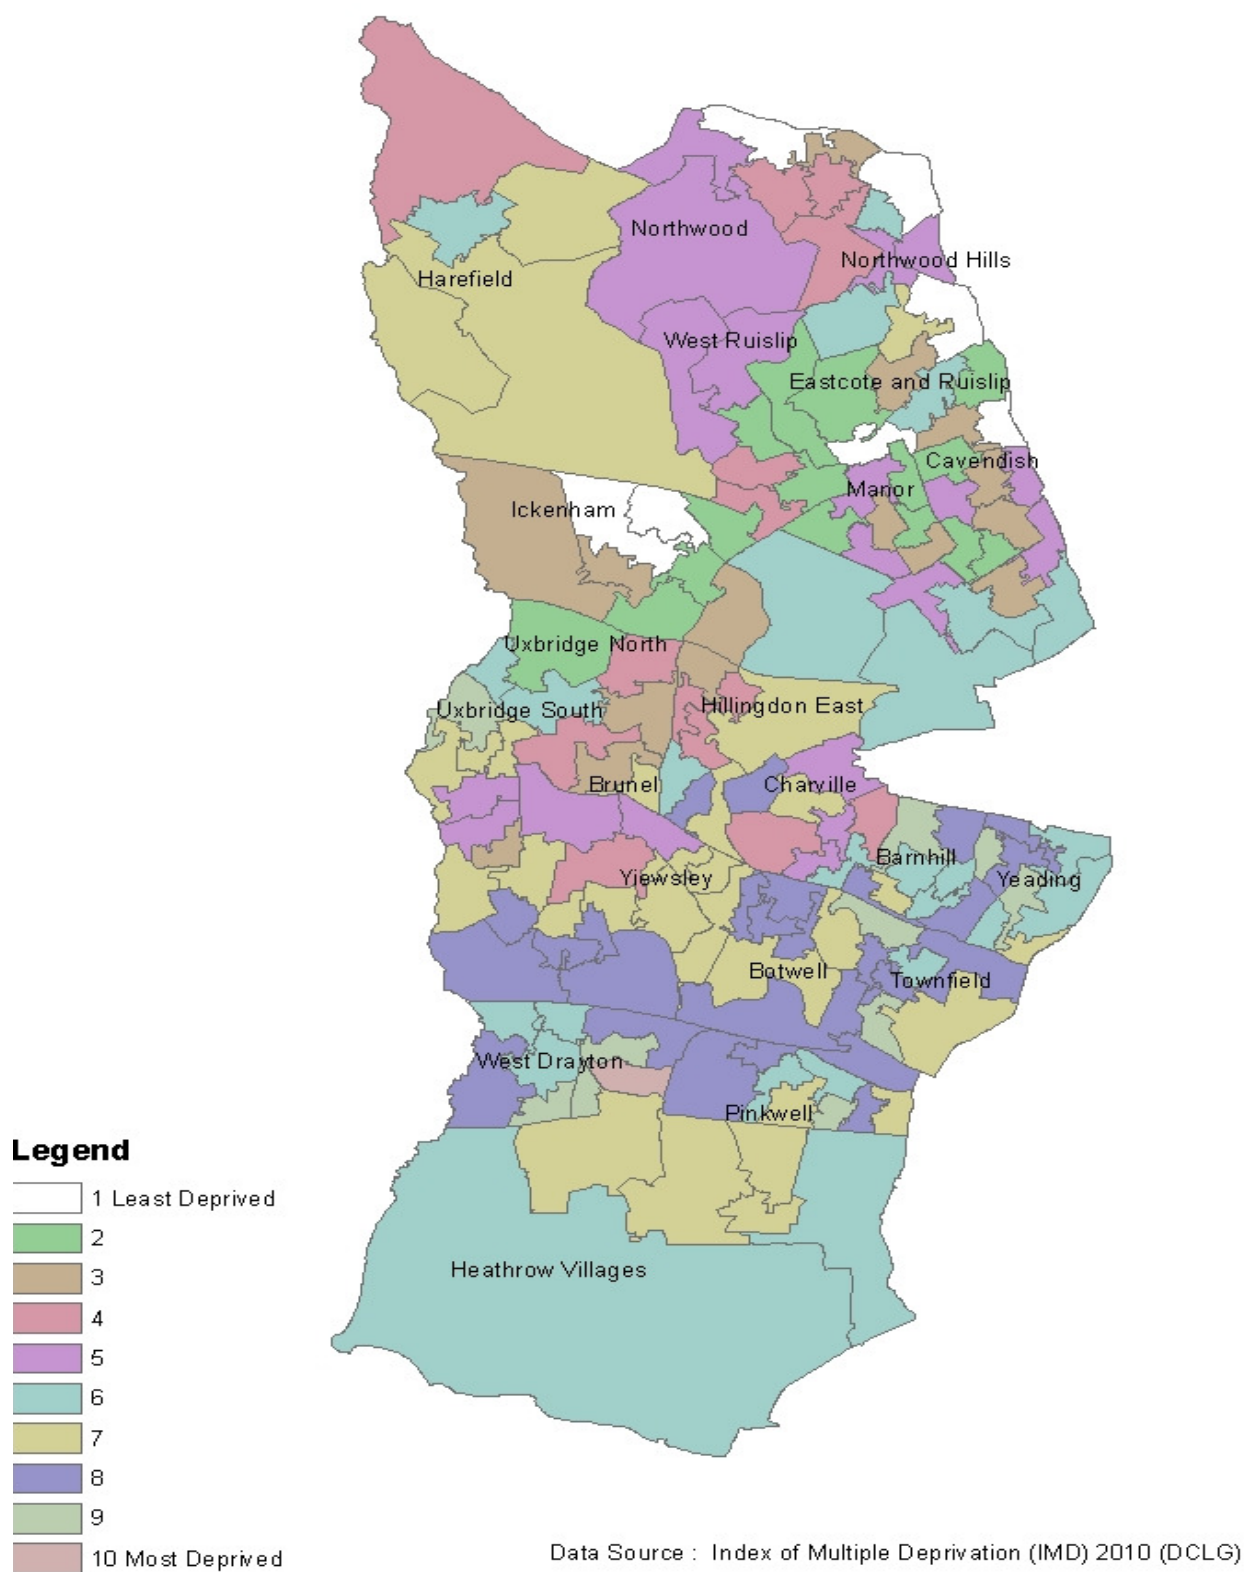 Northwood
Northwood Hills
Harefield
West Ruislip
Eastcote and Ruislip
Cavendish
Manor
Ickenham
Uxbridge North
Uxbridge South
Hillingdon East
Brunel
Charville
Barnhill
Yiewsley
Yeading
Botwell
Townfield
West Drayton
Pinkwell
Heathrow Villages
Legend
1 Least Deprived
2
3
4
5
6
7
8
9
10 Most Deprived
Data Source : Index of Multiple Deprivation (IMD) 2010 (DCLG)